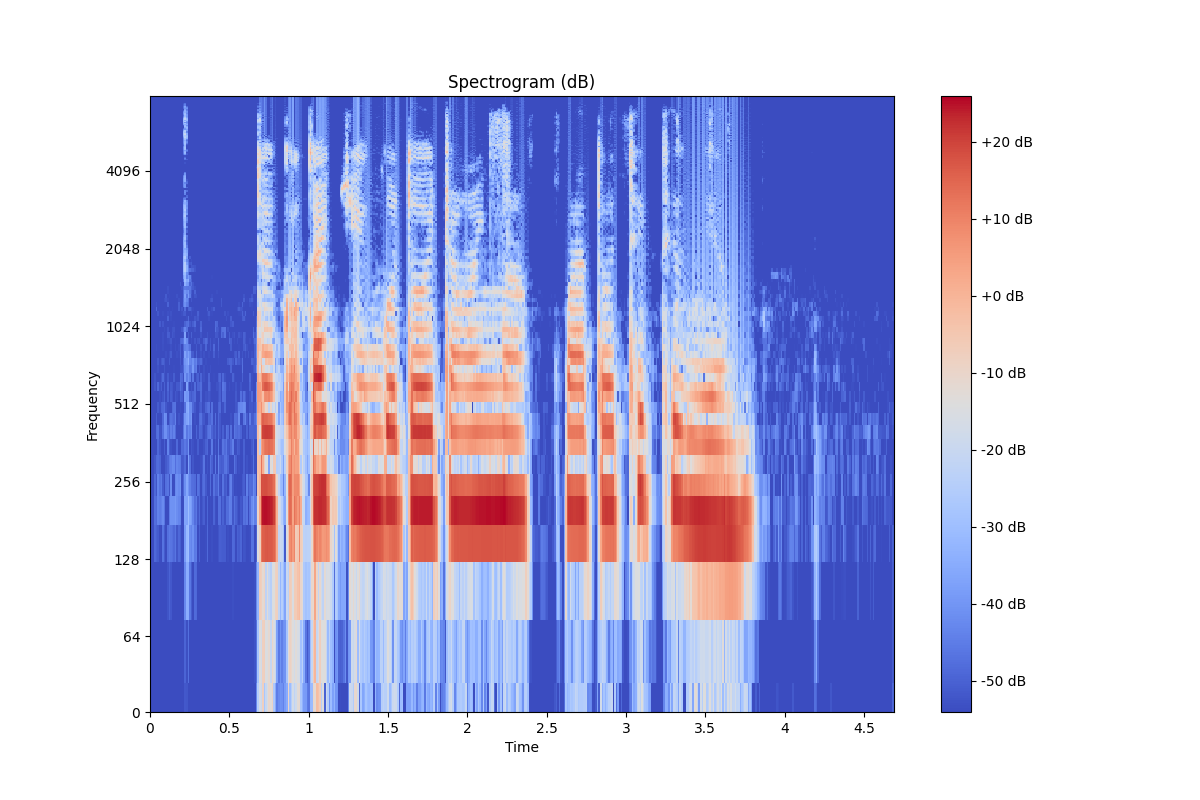 Spectrogram (dB)
Frequency
4096
2048
1024
512
256
128
64
0
0 0.5 1 1.5 2 2.5 3 3.5 4 4.5
Time
+20 dB
+10 dB
+0 dB
-10 dB
-20 dB
-30 dB
-40 dB
-50 dB